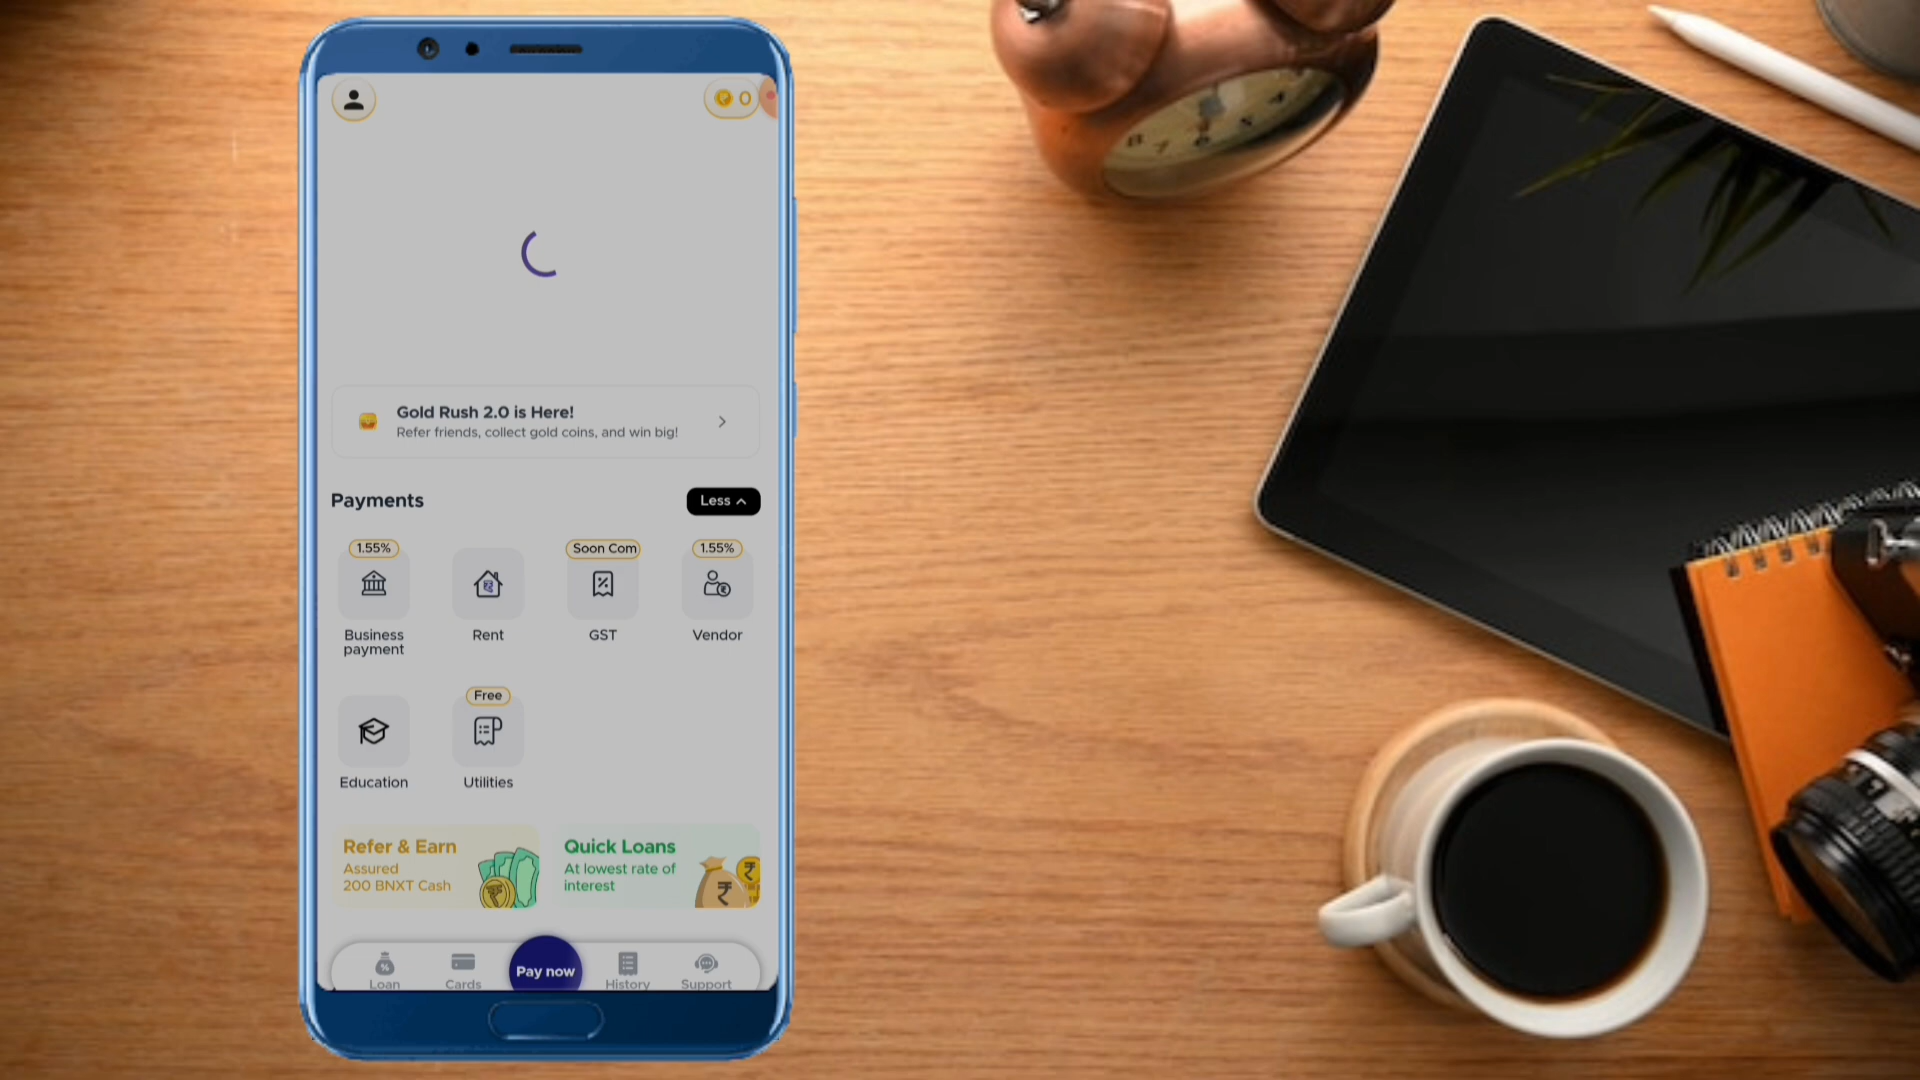 0
Gold Rush 2.0 is Here!
Refer friends, collect gold coins, and win big!
Payments
Less
1.55%
Soon Com
1.55%
Business
payment
Rent
GST
Vendor
Free
Education
Utilities
Refer & Earn
Assured
200 BNXT Cash
Quick Loans
At lowest rate of
interest
Loan
Cards
Pay now
History
Support